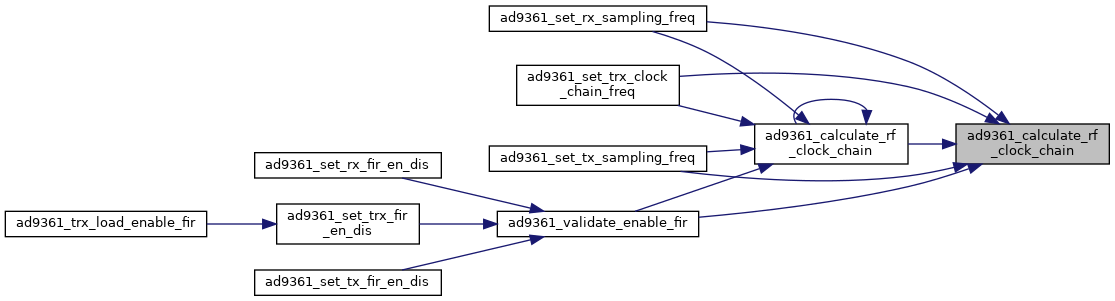 ad9361_set_rx_sampling_freq
ad9361_set_trx_clock
_chain_freq
ad9361_calculate_rf
_clock_chain
ad9361_calculate_rf
_clock_chain
ad9361_set_tx_sampling_freq
ad9361_set_rx_fir_en_dis
ad9361_trx_load_enable_fir
ad9361_set_trx_fir
_en_dis
ad9361_validate_enable_fir
ad9361_set_tx_fir_en_dis